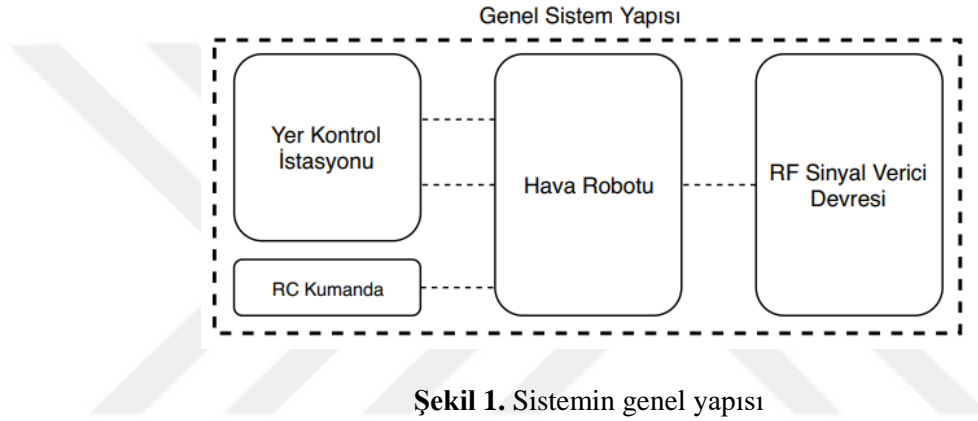 Genel Sistem Yapısı
Yer Kontrol
İstasyonu
RC Kumanda
Hava Robotu
RF Sinyal Verici
Devresi
Şekil 1. Sistemin genel yapısı